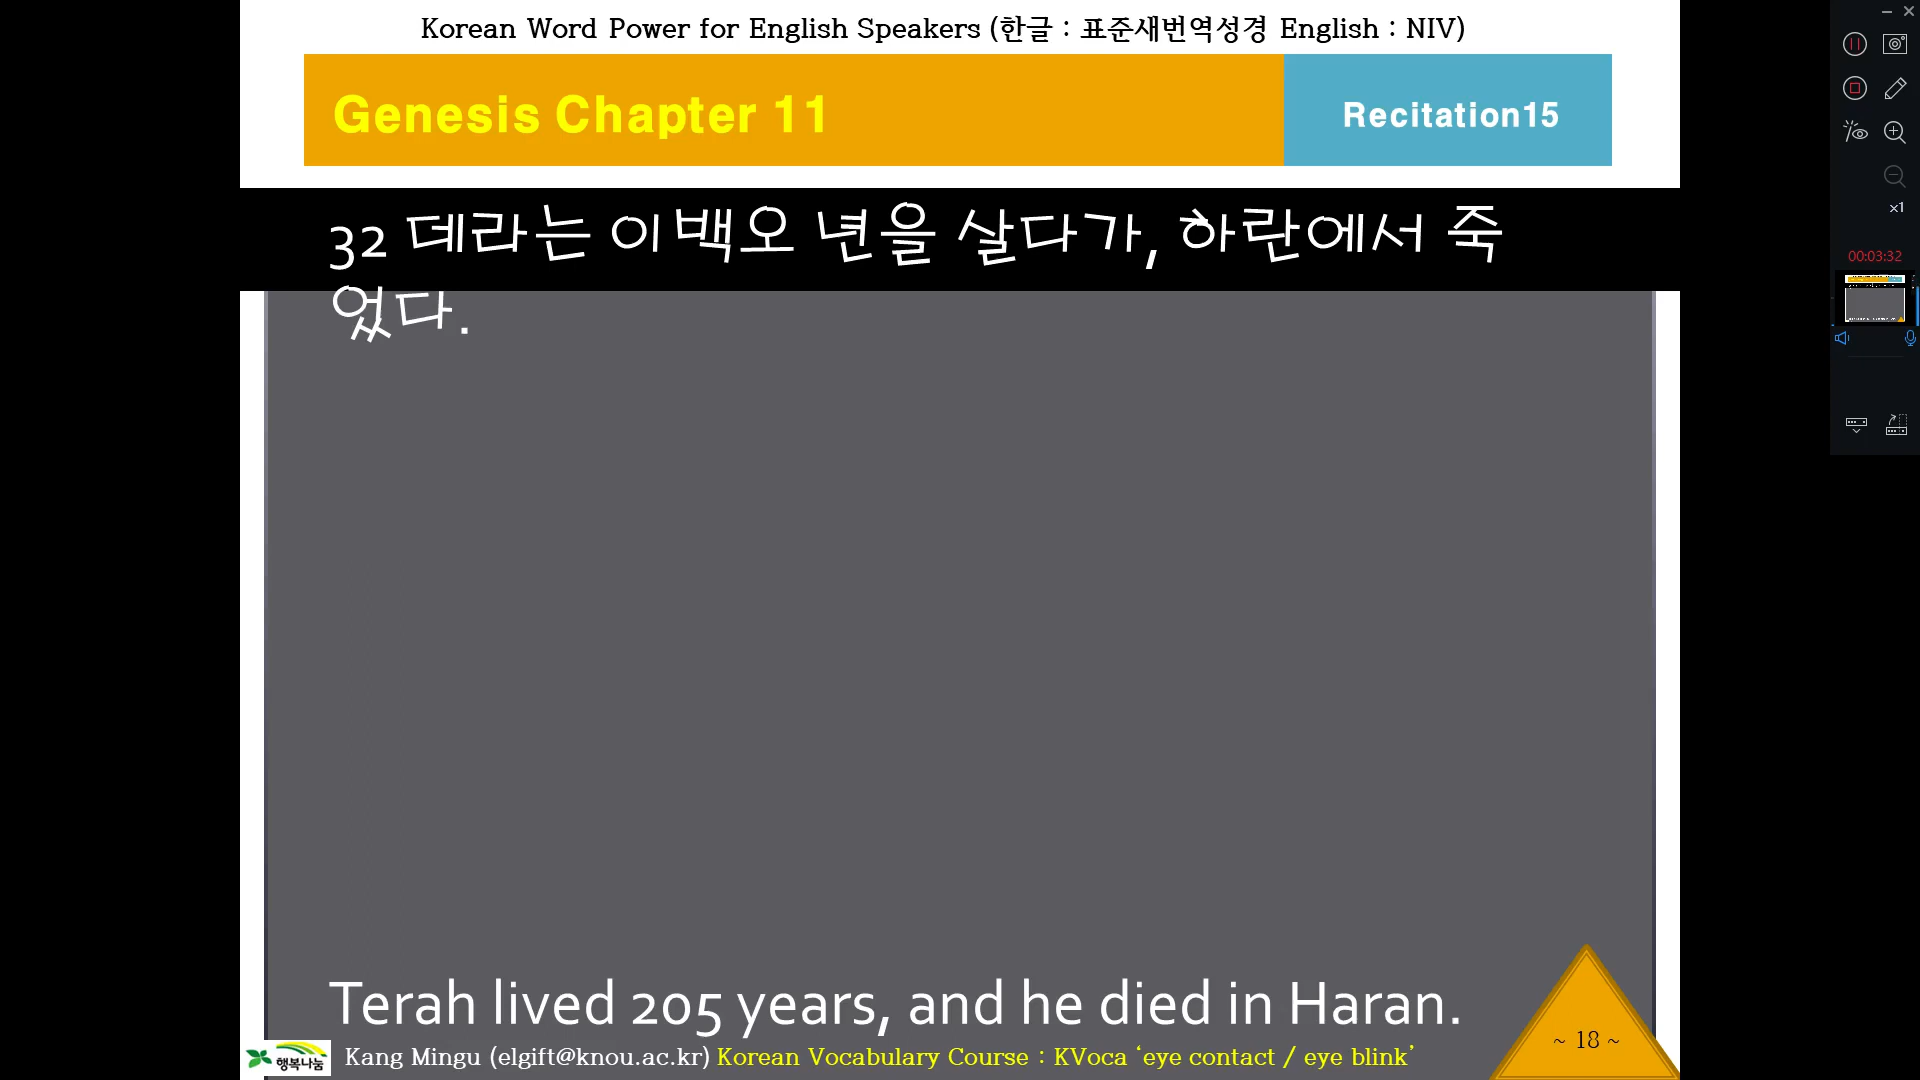 Korean Word Power for English Speakers (한글 : 표준새번역성경 English : NIV)
Genesis Chapter 11
Recitation15
32 데라는 이백오 년을 살다가, 하란에서 죽
었다.
x1
00:03:32
Terah lived 205 years, and he died in Haran.
~ 18 ~
행복나눔
Kang Mingu (elgift@knou.ac.kr) Korean Vocabulary Course : KVoca ‘eye contact / eye blink’